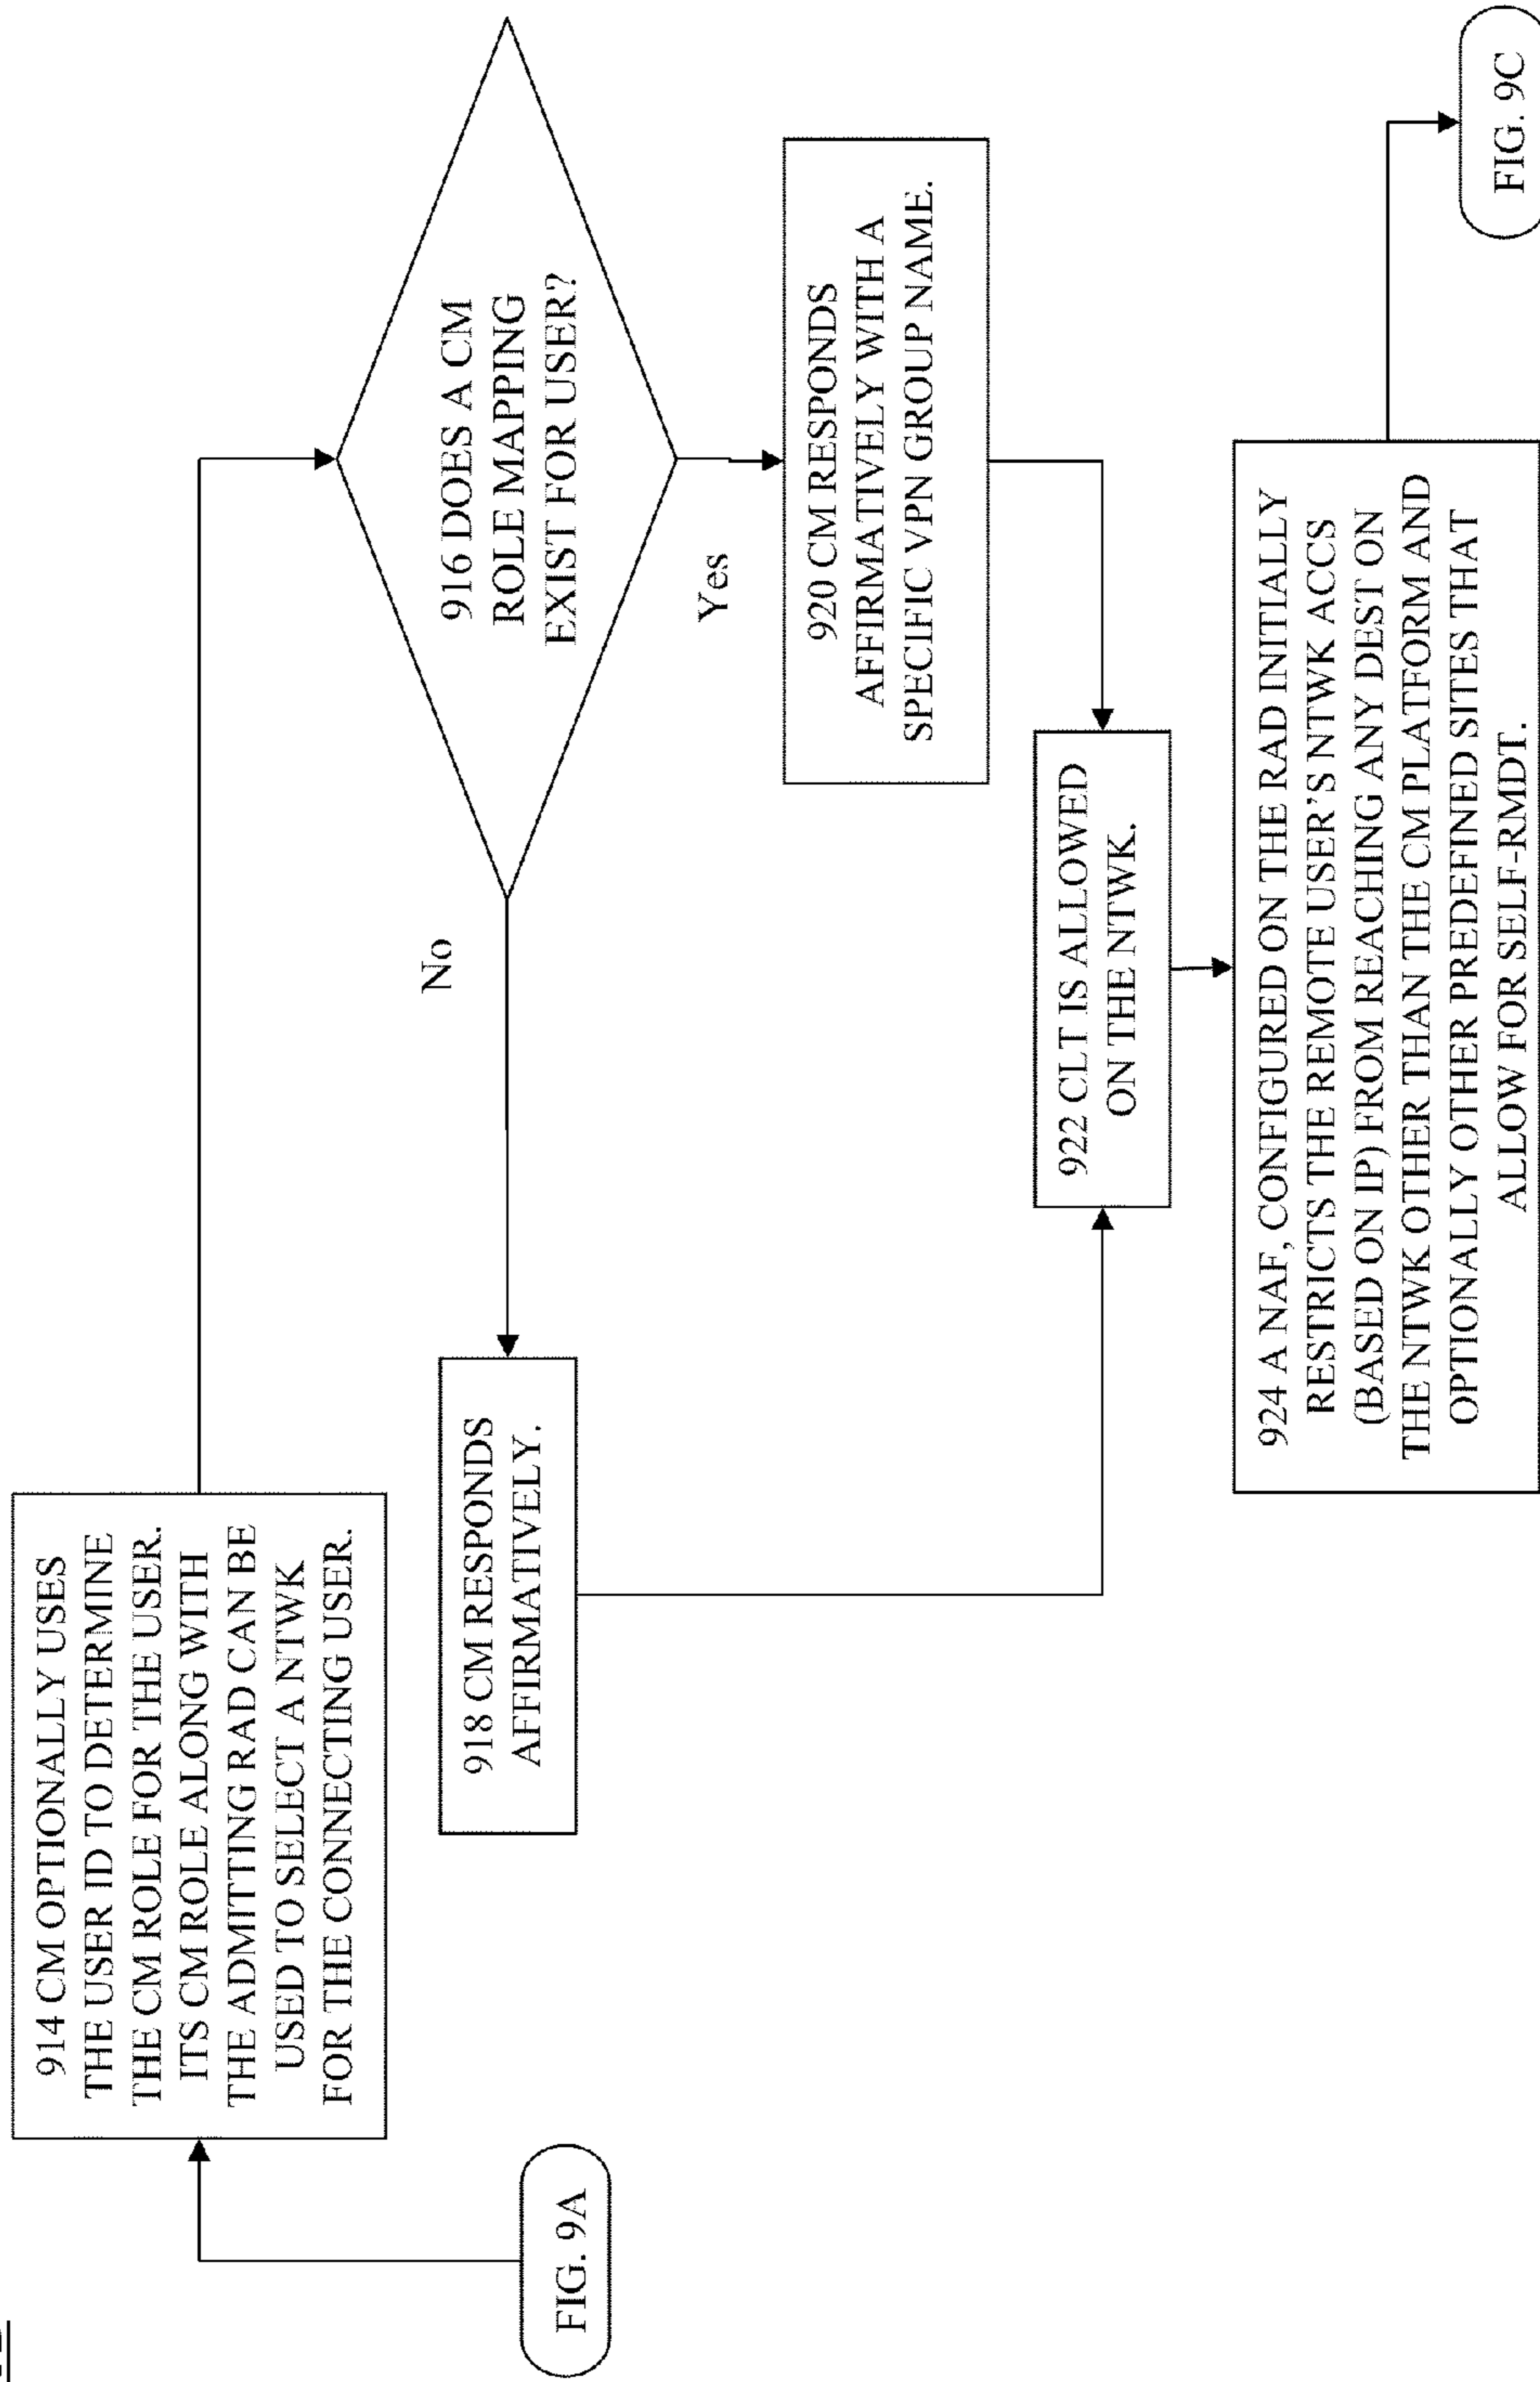 FIG. 9A
914 CM OPTIONALLY USES
THE USER ID TO DETERMINE
THE CM ROLE FOR THE USER.
ITS CM ROLE ALONG WITH
THE ADMITTING RAD CAN BE
USED TO SELECT A NTWK
FOR THE CONNECTING USER.
916 DOES A CM
ROLE MAPPING
EXIST FOR USER?
No
Yes
918 CM RESPONDS
AFFIRMATIVELY.
920 CM RESPONDS
AFFIRMATIVELY WITH A
SPECIFIC VPN GROUP NAME.
922 CLT IS ALLOWED
ON THE NTWK.
924 A NAF, CONFIGURED ON THE RAD INITIALLY
RESTRICTS THE REMOTE USER'S NTWK ACCS
(BASED ON IP) FROM REACHING ANY DEST ON
THE NTWK OTHER THAN THE CM PLATFORM AND
OPTIONALLY OTHER PREDEFINED SITES THAT
ALLOW FOR SELF-RMDT.
FIG. 9C